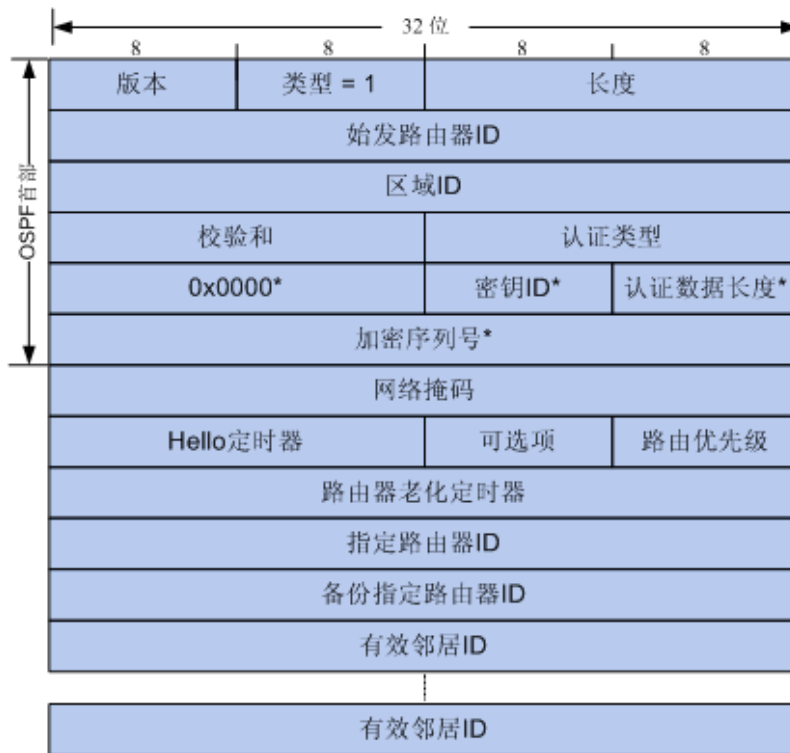 32 位
8 8 8 8
版本 类型 = 1 长度
始发路由器ID
区域ID
校验和 认证类型
0x0000* 密钥ID* 认证数据长度*
加密序列号*
OSPF首部
网络掩码
Hello定时器 可选项 路由优先级
路由器老化定时器
指定路由器ID
备份指定路由器ID
有效邻居ID
有效邻居ID